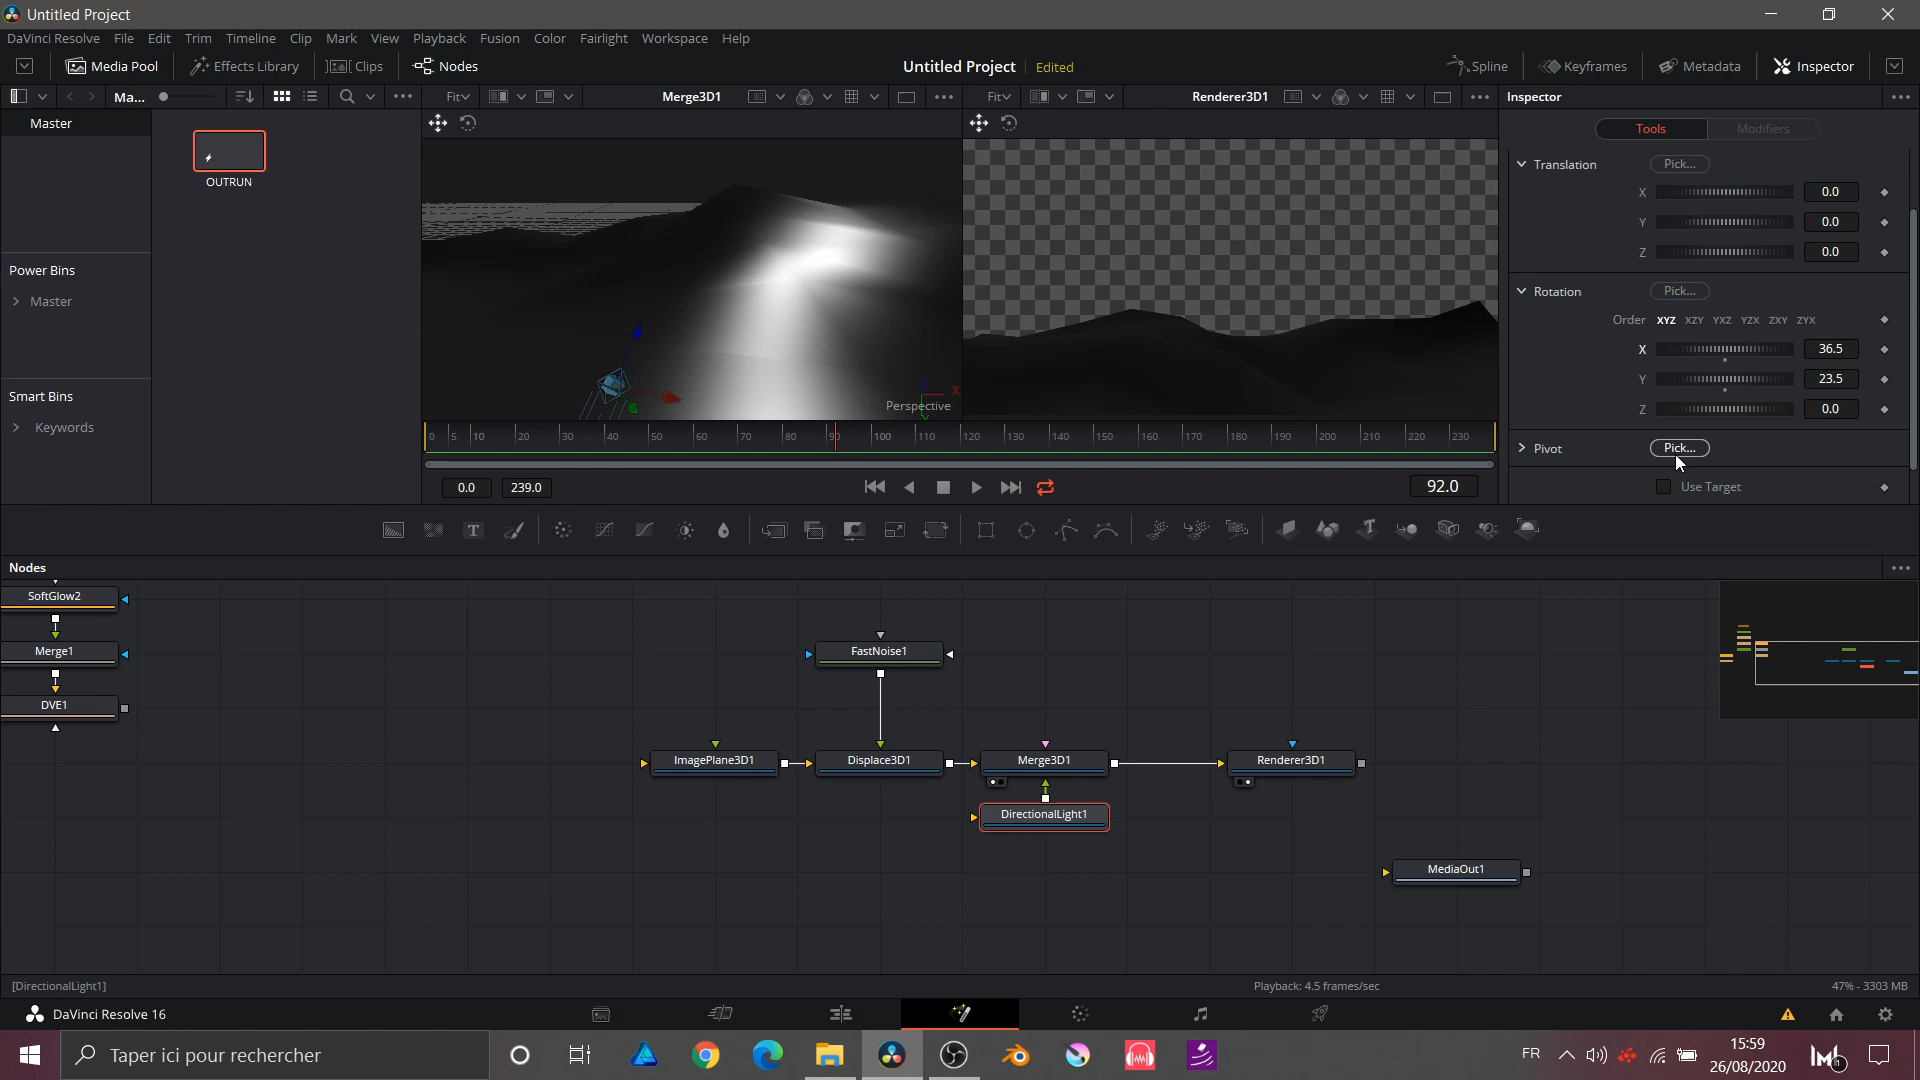 Untitled Project
DaVinci Resolve File Edit Trim Timeline Clip Mark View Playback Fusion Color Fairlight Workspace Help
Media Pool Effects Library Clips Nodes Untitled Project Edited Spline Keyframes Metadata Inspector
Ma... Fit Merge3D1 Fit Renderer3D1 Inspector
Master
OUTRUN
Power Bins
Master
Smart Bins
Keywords
Perspective
Z X
Y
Tools Modifiers
Translation Pick...
X 0.0
Y 0.0
Z 0.0
Rotation Pick...
Order XYZ XZY YXZ YZX ZXY ZYX
X 36.5
Y 23.5
Z 0.0
Pivot Pick...
Use Target
0 5 10 20 30 40 50 60 70 80 90 100 110 120 130 140 150 160 170 180 190 200 210 220 230
0.0 239.0 92.0
T
Nodes
SoftGlow2
Merge1
DVE1
FastNoise1
ImagePlane3D1 Displace3D1 Merge3D1 Renderer3D1
DirectionalLight1
MediaOut1
[DirectionalLight1] Playback: 4.5 frames/sec 47% - 3303 MB
DaVinci Resolve 16
Taper ici pour rechercher FR 15:59
26/08/2020
1